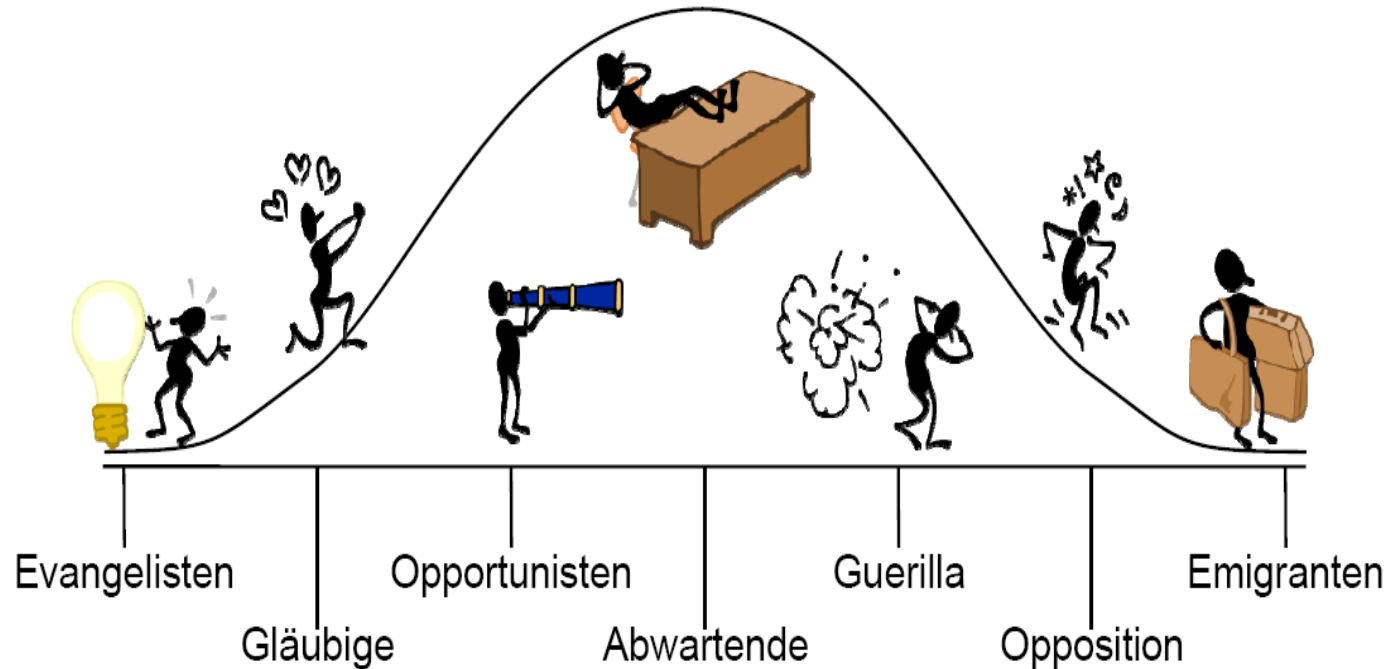 Evangelisten
Gläubige
Opportunisten
Abwartende
Guerilla
Opposition
Emigranten